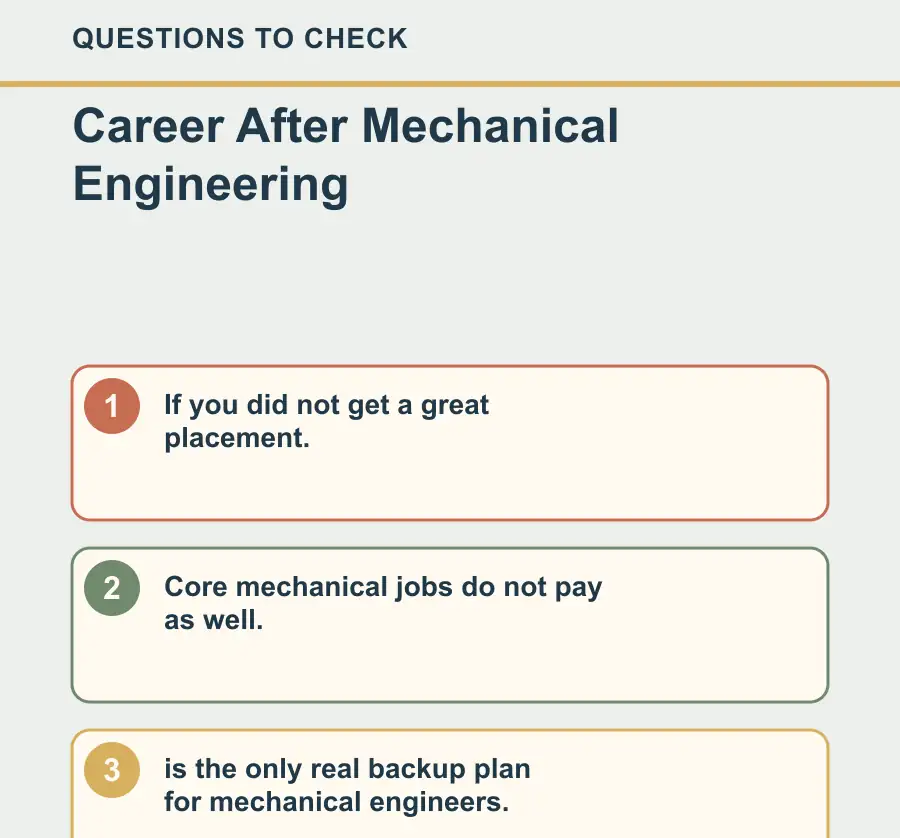 QUESTIONS TO CHECK
Career After Mechanical
Engineering
1
If you did not get a great
placement.
2
Core mechanical jobs do not pay
as well.
3
is the only real backup plan
for mechanical engineers.